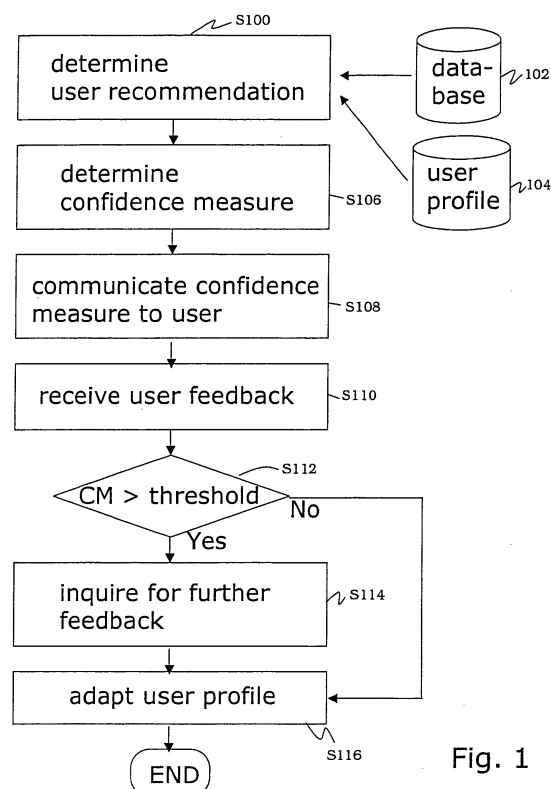 S100
determine
user recommendation
data-
base
102
determine
confidence measure
S106
user
profile
104
communicate confidence
measure to user
S108
receive user feedback
S110
S112
CM > threshold
No
Yes
inquire for further
feedback
S114
adapt user profile
S116
END
Fig. 1